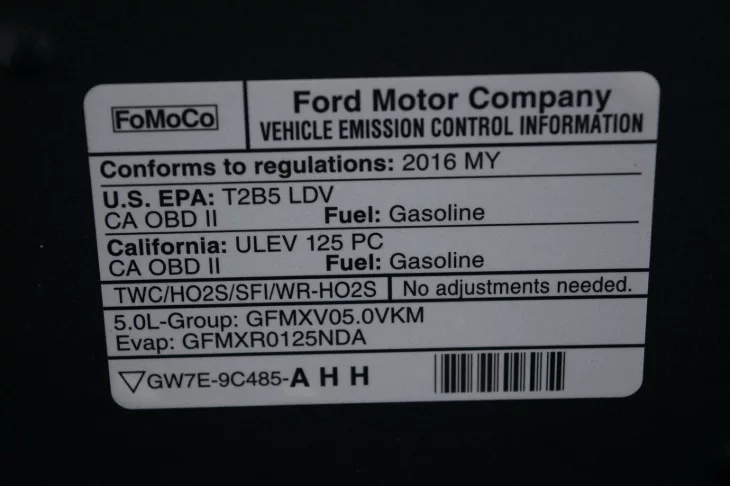 FoMoCo
Ford Motor Company
VEHICLE EMISSION CONTROL INFORMATION
Conforms to regulations: 2016 MY
U.S. EPA: T2B5 LDV
CA OBD II Fuel: Gasoline
California: ULEV 125 PC
CA OBD II Fuel: Gasoline
TWC/HO2S/SFI/WR-HO2S No adjustments needed.
5.0L-Group: GFMXV05.0VKM
Evap: GFMXR0125NDA
▽GW7E-9C485-A H H